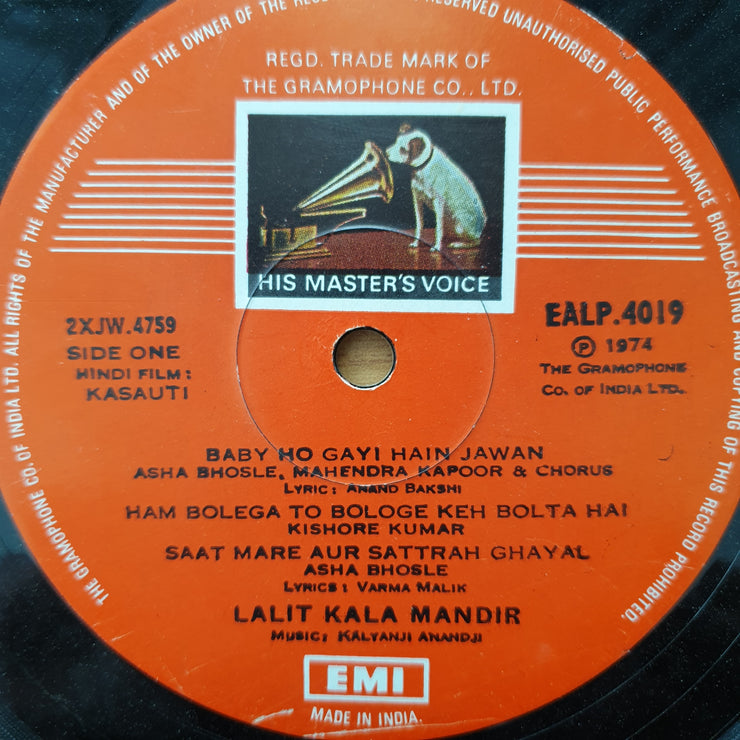 THE GRAMOPHONE CO. OF INDIA LTD. ALL RIGHTS OF THE MANUFACTURER AND OF THE OWNER OF THE RESERVED UNAUTHORISED PUBLIC PERFORMANCE BROADCASTING AND COPYING OF THIS RECORD PROHIBITED.
REGD. TRADE MARK OF
THE GRAMOPHONE CO., LTD.
HIS MASTER'S VOICE
2XJW.4759
SIDE ONE
HINDI FILM:
KASAUTI
EALP.4019
℗ 1974
THE GRAMOPHONE
CO. OF INDIA LTD.
BABY HO GAYI HAIN JAWAN
ASHA BHOSLE, MAHENDRA KAPOOR & CHORUS
LYRIC: ANAND BAKSHI
HAM BOLEGA TO BOLOGE KEH BOLTA HAI
KISHORE KUMAR
SAAT MARE AUR SATTRAH GHAYAL
ASHA BHOSLE
LYRICS: VARMA MALIK
LALIT KALA MANDIR
MUSIC: KALYANJI ANANDJI
EMI
MADE IN INDIA.